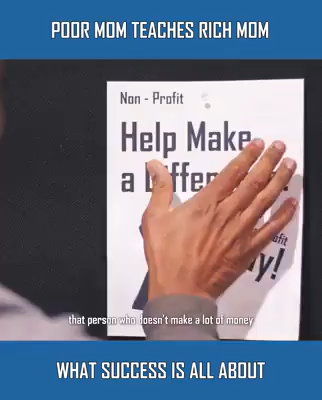 POOR MOM TEACHES RICH MOM
Non - Profit
Help Make
a Difference!
that person who doesn't make a lot of money
WHAT SUCCESS IS ALL ABOUT